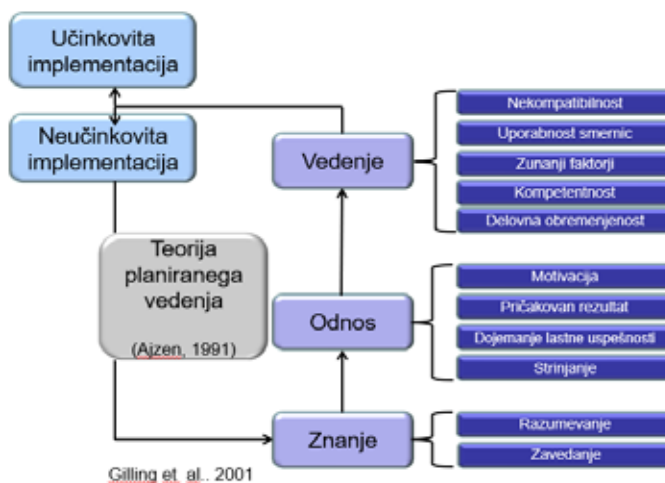 Učinkovita
implementacija
Neučinkovita
implementacija
Teorija
planiranega
vedenja
(Ajzen, 1991)
Gilling et. al.. 2001
Vedenje
Odnos
Znanje
Nekompatibilnost
Uporabnost smernic
Zunanji faktorji
Kompetentnost
Delovna obremenjenost
Motivacija
Pričakovan rezultat
Dojemanje lastne uspešnosti
Strinjanje
Razumevanje
Zavedanje